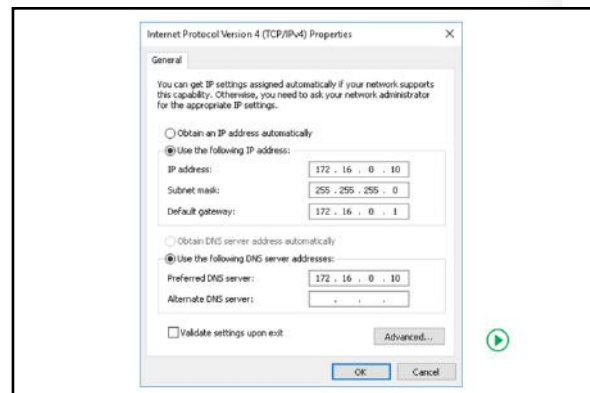 Internet Protocol Version 4 (TCP/IPv4) Properties
General
You can get IP settings assigned automatically if your network supports
this capability. Otherwise, you need to ask your network administrator
for the appropriate IP settings.
Obtain an IP address automatically
Use the following IP address:
IP address: 172 . 16 . 0 . 10
Subnet mask: 255 . 255 . 255 . 0
Default gateway: 172 . 16 . 0 . 1
Obtain DNS server address automatically
Use the following DNS server addresses:
Preferred DNS server: 172 . 16 . 0 . 10
Alternate DNS server: . . .
Validate settings upon exit
Advanced...
OK Cancel